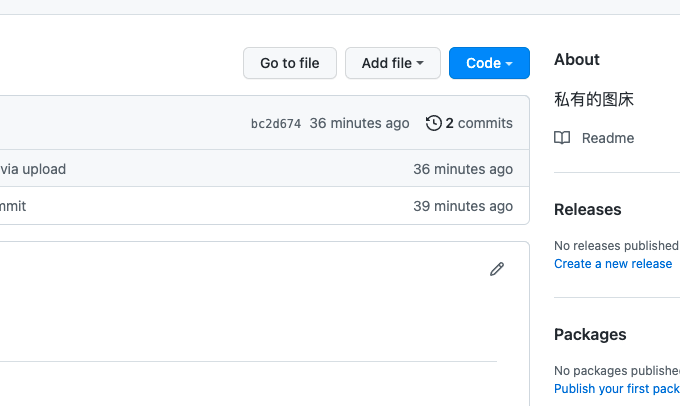 Go to file
Add file
Code
bc2d674 36 minutes ago 2 commits
via upload 36 minutes ago
mmit 39 minutes ago
About
私有的图床
Readme
Releases
No releases published
Create a new release
Packages
No packages published
Publish your first pack